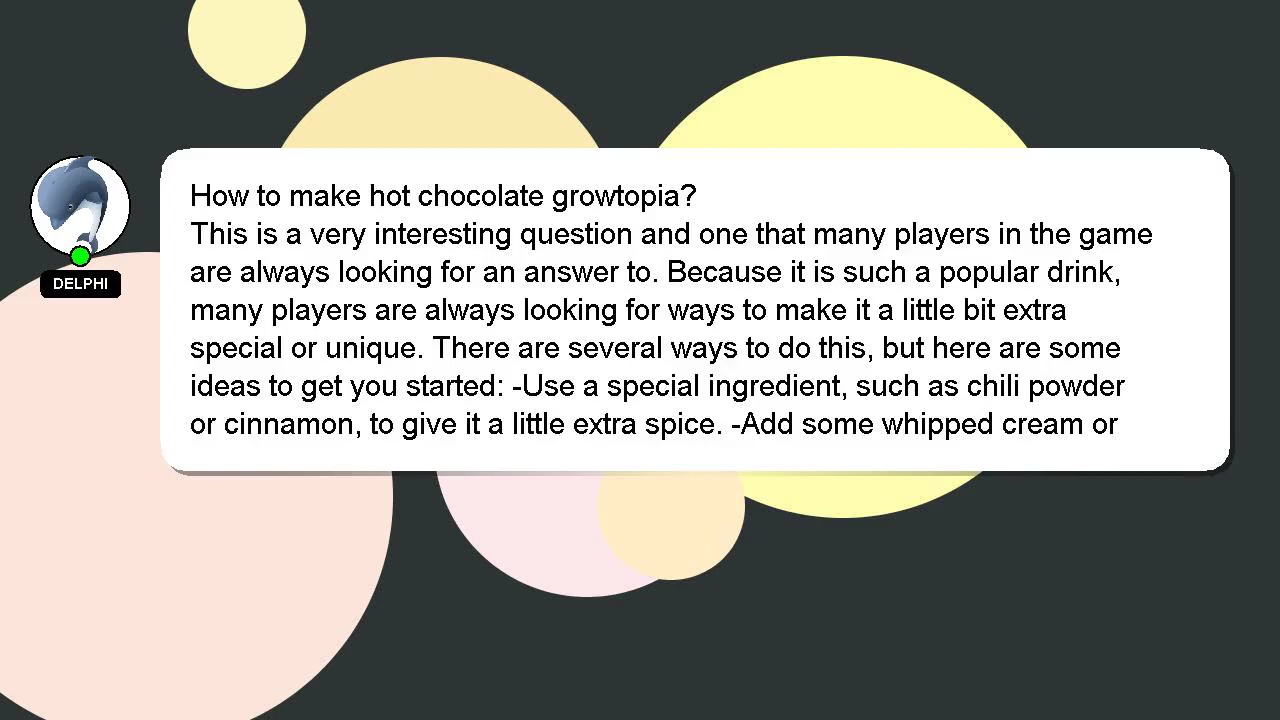 How to make hot chocolate growtopia?
This is a very interesting question and one that many players in the game
are always looking for an answer to. Because it is such a popular drink,
many players are always looking for ways to make it a little bit extra
special or unique. There are several ways to do this, but here are some
ideas to get you started: -Use a special ingredient, such as chili powder
or cinnamon, to give it a little extra spice. -Add some whipped cream or
DELPHI